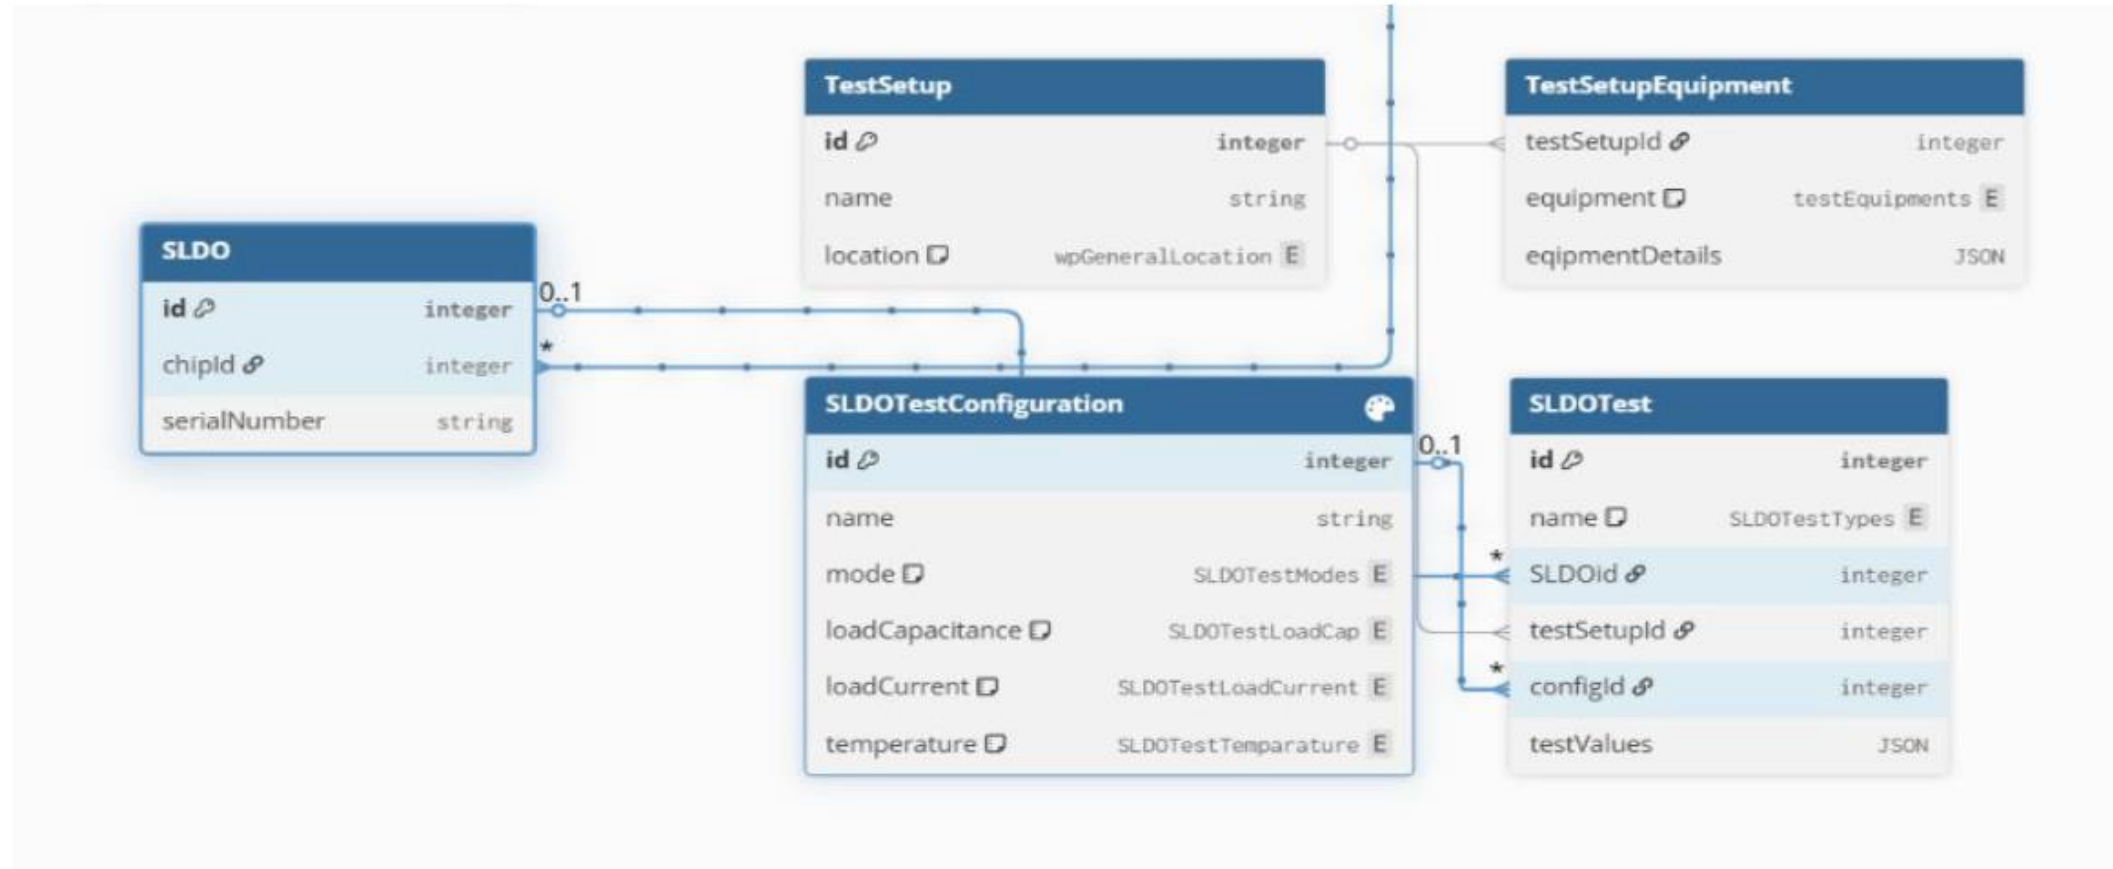 TestSetup
id integer
name string
location wpGeneralLocation E
TestSetupEquipment
testSetupId integer
equipment testEquipments E
eqipmentDetails JSON
SLDO
id integer
chipId integer
serialNumber string
0..1
*
SLDOTestConfiguration
id integer
name string
mode SLDOTestModes E
loadCapacitance SLDOTestLoadCap E
loadCurrent SLDOTestLoadCurrent E
temperature SLDOTestTemparature E
0..1
*
*
SLDOTest
id integer
name SLDOTestTypes E
SLDOid integer
testSetupId integer
configId integer
testValues JSON